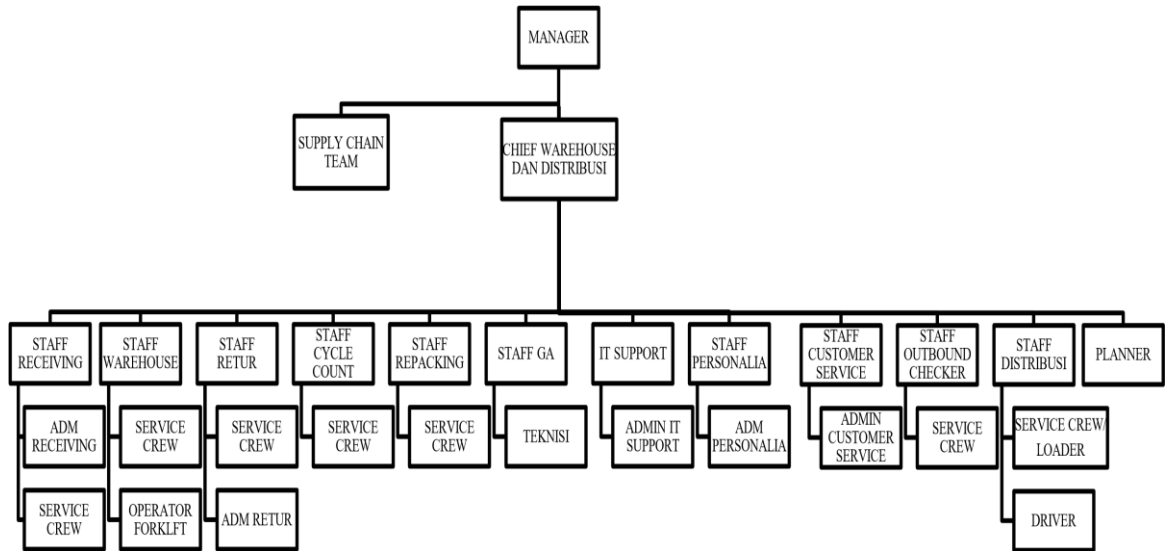 MANAGER
SUPPLY CHAIN
TEAM
CHIEF WAREHOUSE
DAN DISTRIBUSI
STAFF
RECEIVING
STAFF
WAREHOUSE
STAFF
RETUR
STAFF
CYCLE
COUNT
STAFF
REPACKING
STAFF GA
IT SUPPORT
STAFF
PERSONALIA
STAFF
CUSTOMER
SERVICE
STAFF
OUTBOUND
CHECKER
STAFF
DISTRIBUSI
PLANNER
ADM
RECEIVING
SERVICE
CREW
SERVICE
CREW
SERVICE
CREW
SERVICE
CREW
TEKNISI
ADMIN IT
SUPPORT
ADM
PERSONALIA
ADMIN
CUSTOMER
SERVICE
SERVICE
CREW
SERVICE CREW/
LOADER
SERVICE
CREW
OPERATOR
FORKLFT
ADM RETUR
DRIVER